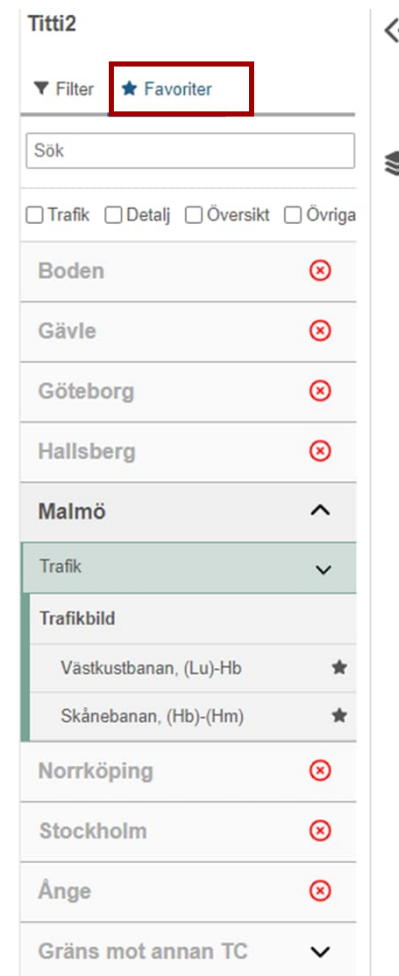 Titti2
Filter Favoriter
Sök
Trafik Detalj Översikt Övriga
Boden
Gävle
Göteborg
Hallsberg
Malmö
Trafik
Trafikbild
Västkustbanan, (Lu)-Hb
Skånebanan, (Hb)-(Hm)
Norrköping
Stockholm
Ånge
Gräns mot annan TC